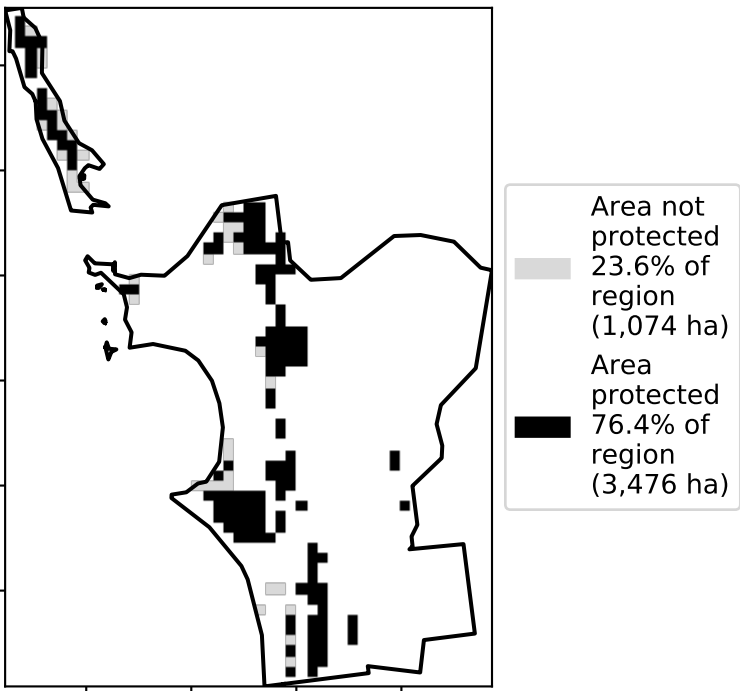 Area not
protected
23.6% of
region
(1,074 ha)
Area
protected
76.4% of
region
(3,476 ha)